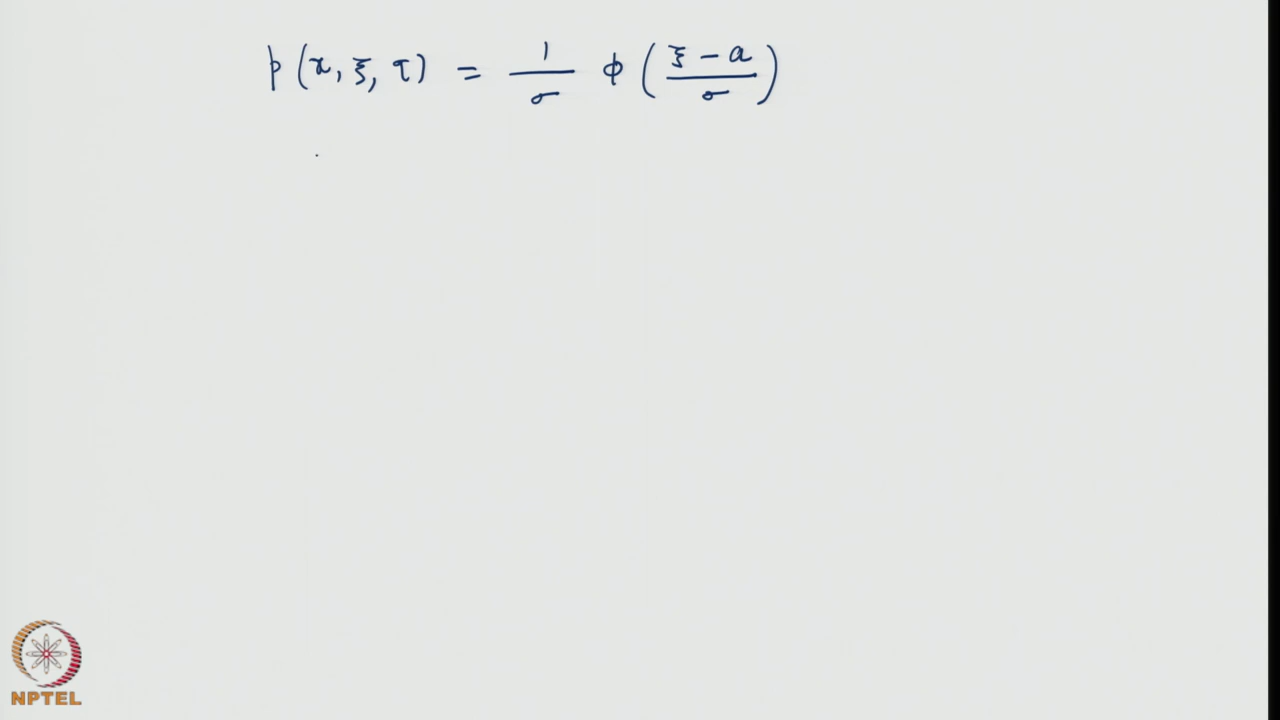 p(x, ξ, τ) = 1/σ ϕ((ξ - a)/σ)
NPTEL